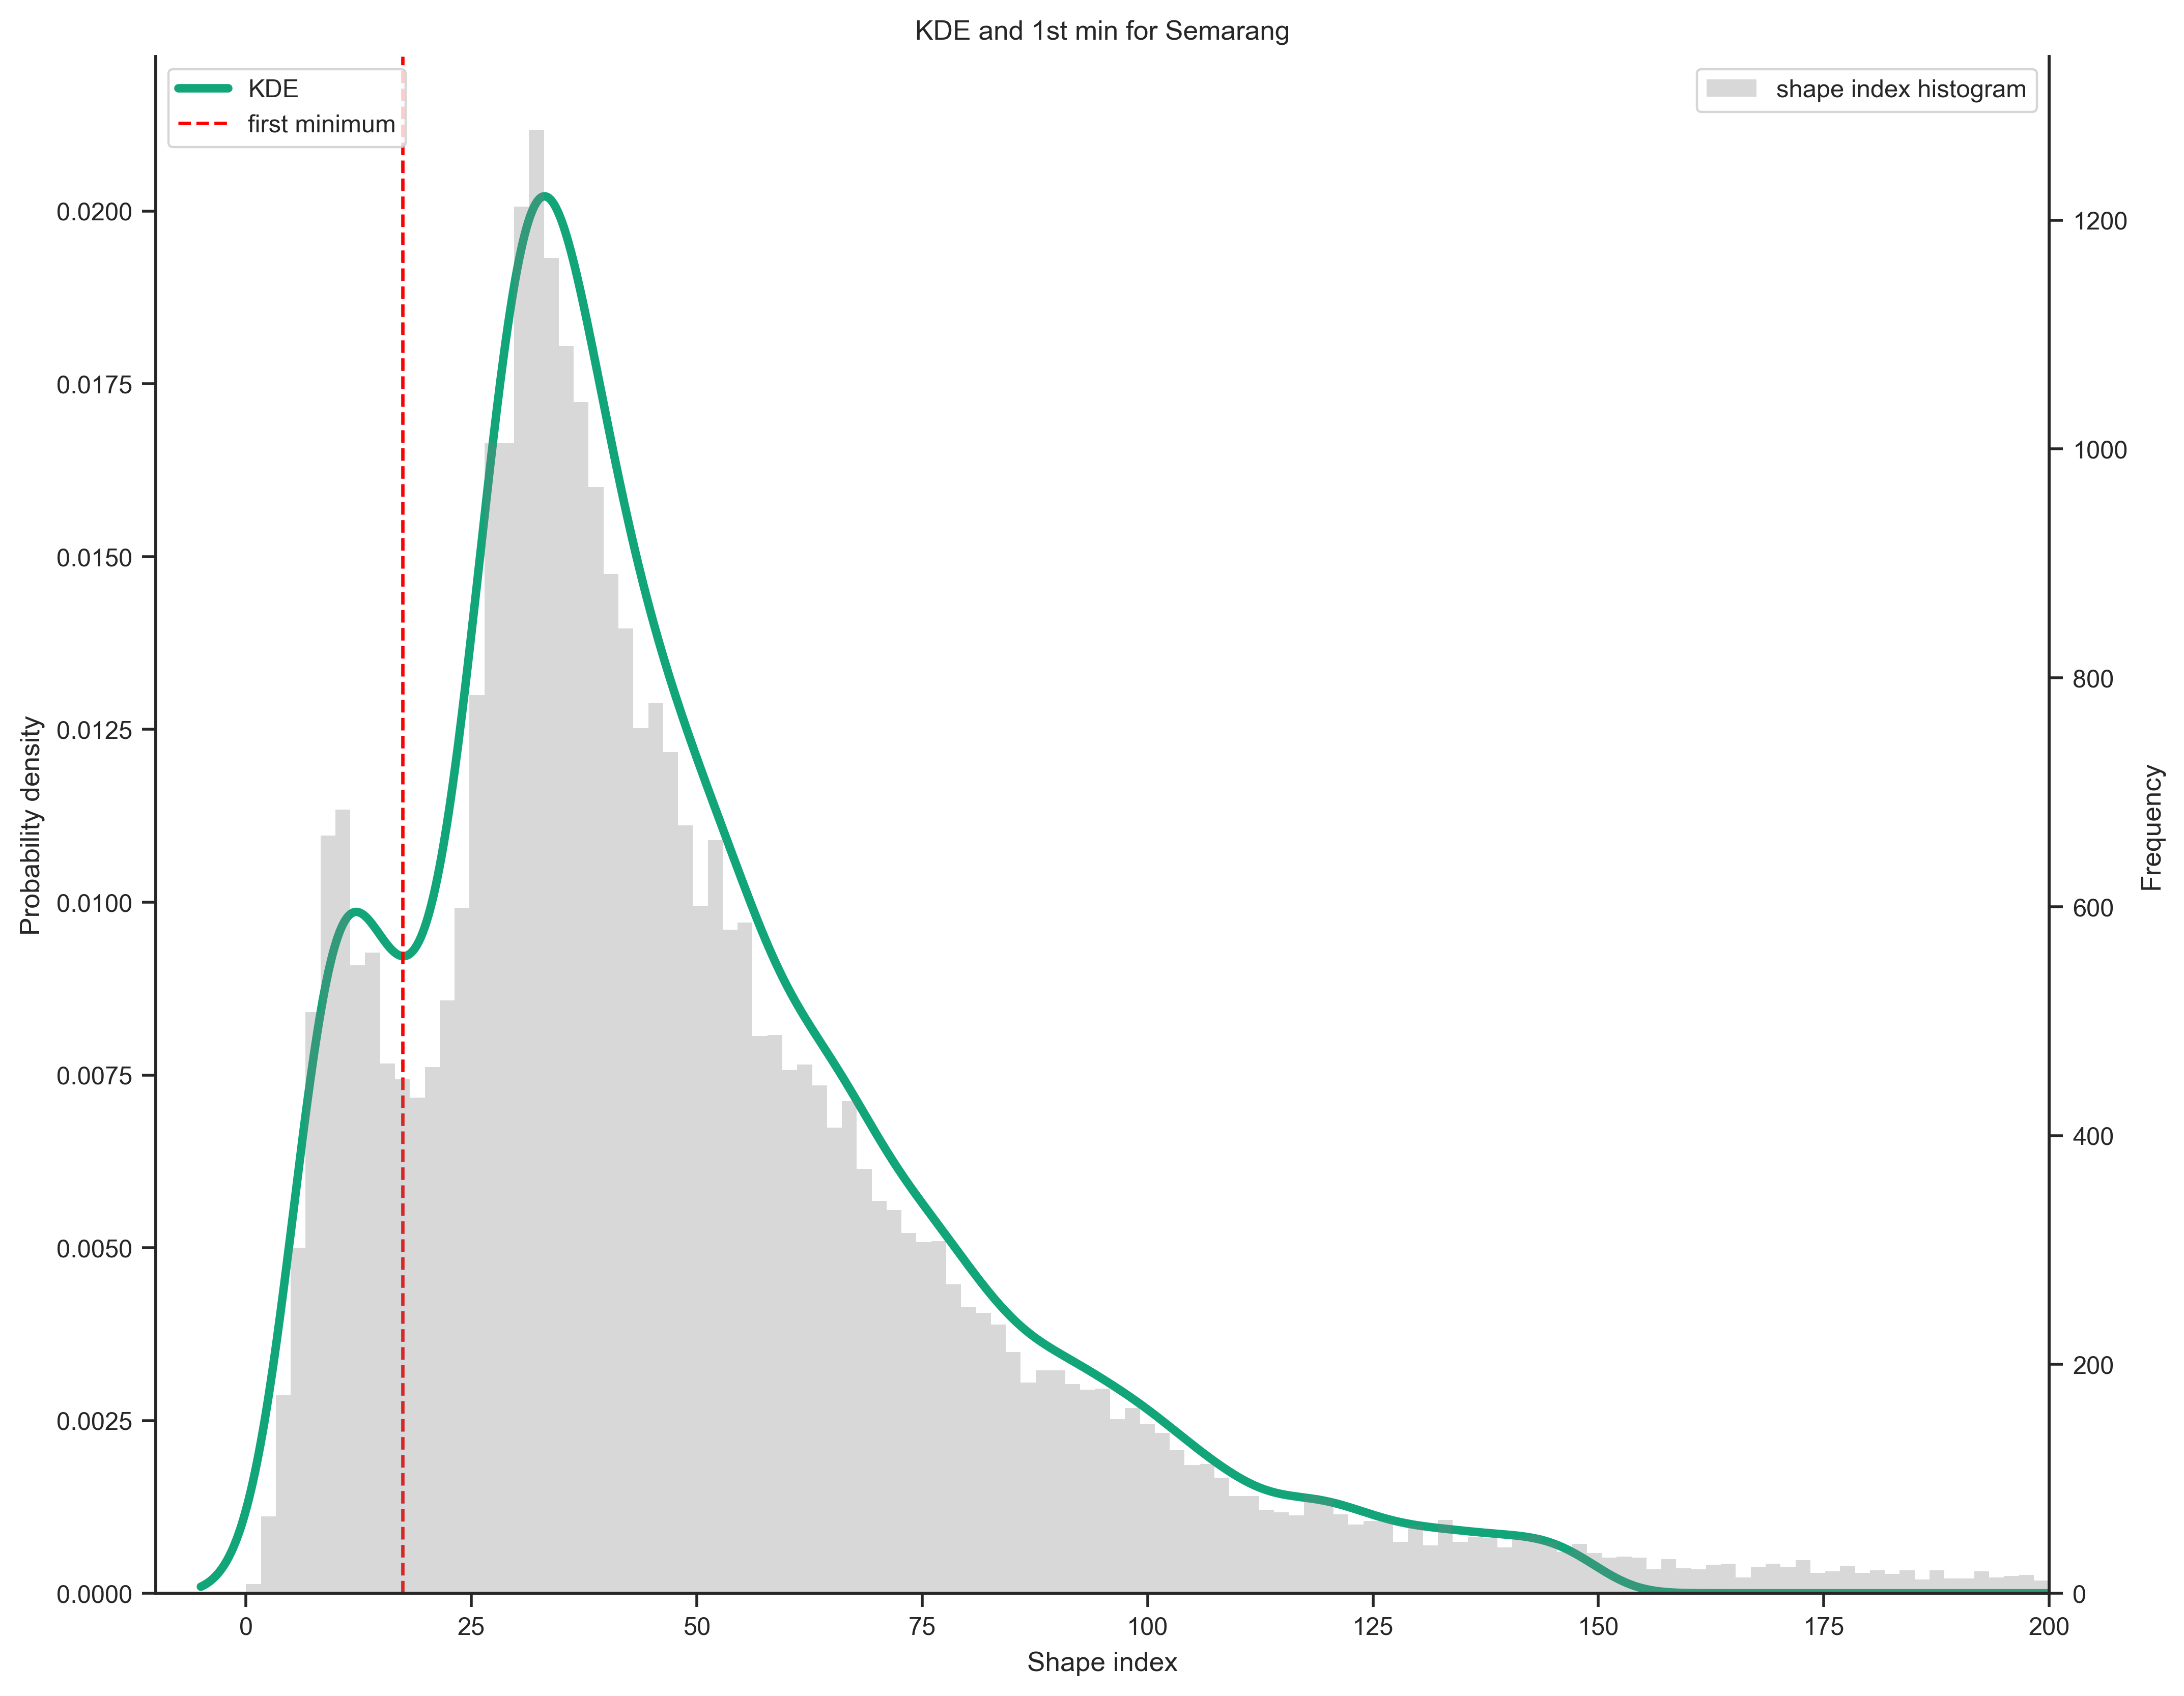 KDE and 1st min for Semarang
KDE
first minimum
shape index histogram
0.0200
0.0175
0.0150
0.0125
0.0100
0.0075
0.0050
0.0025
0.0000
Probability density
1200
1000
800
600
400
200
0
Frequency
0 25 50 75 100 125 150 175 200
Shape index